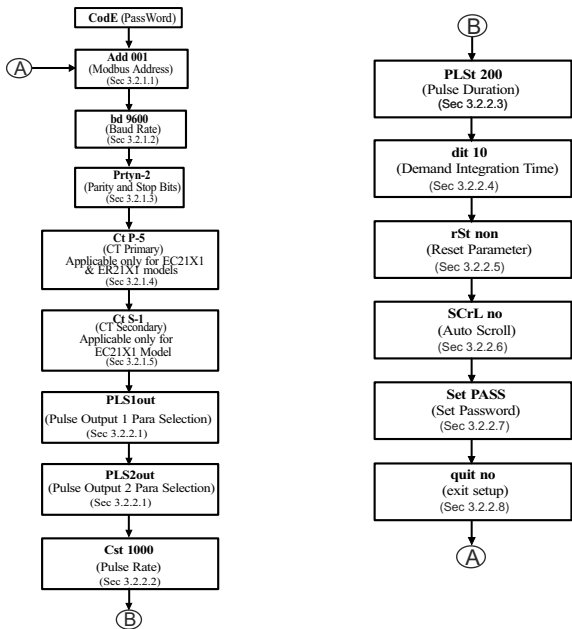 CodE (PassWord)
A
Add 001
(Modbus Address)
(Sec 3.2.1.1)
bd 9600
(Baud Rate)
(Sec 3.2.1.2)
Prtyn-2
(Parity and Stop Bits)
(Sec 3.2.1.3)
Ct P-5
(CT Primary)
Applicable only for EC21X1
& ER21X1 models
(Sec 3.2.1.4)
Ct S-1
(CT Secondary)
Applicable only for
EC21X1 Model
(Sec 3.2.1.5)
PLS1out
(Pulse Output 1 Para Selection)
(Sec 3.2.2.1)
PLS2out
(Pulse Output 2 Para Selection)
(Sec 3.2.2.1)
Cst 1000
(Pulse Rate)
(Sec 3.2.2.2)
B
B
PLSt 200
(Pulse Duration)
(Sec 3.2.2.3)
dit 10
(Demand Integration Time)
(Sec 3.2.2.4)
rSt non
(Reset Parameter)
(Sec 3.2.2.5)
SCrL no
(Auto Scroll)
(Sec 3.2.2.6)
Set PASS
(Set Password)
(Sec 3.2.2.7)
quit no
(exit setup)
(Sec 3.2.2.8)
A